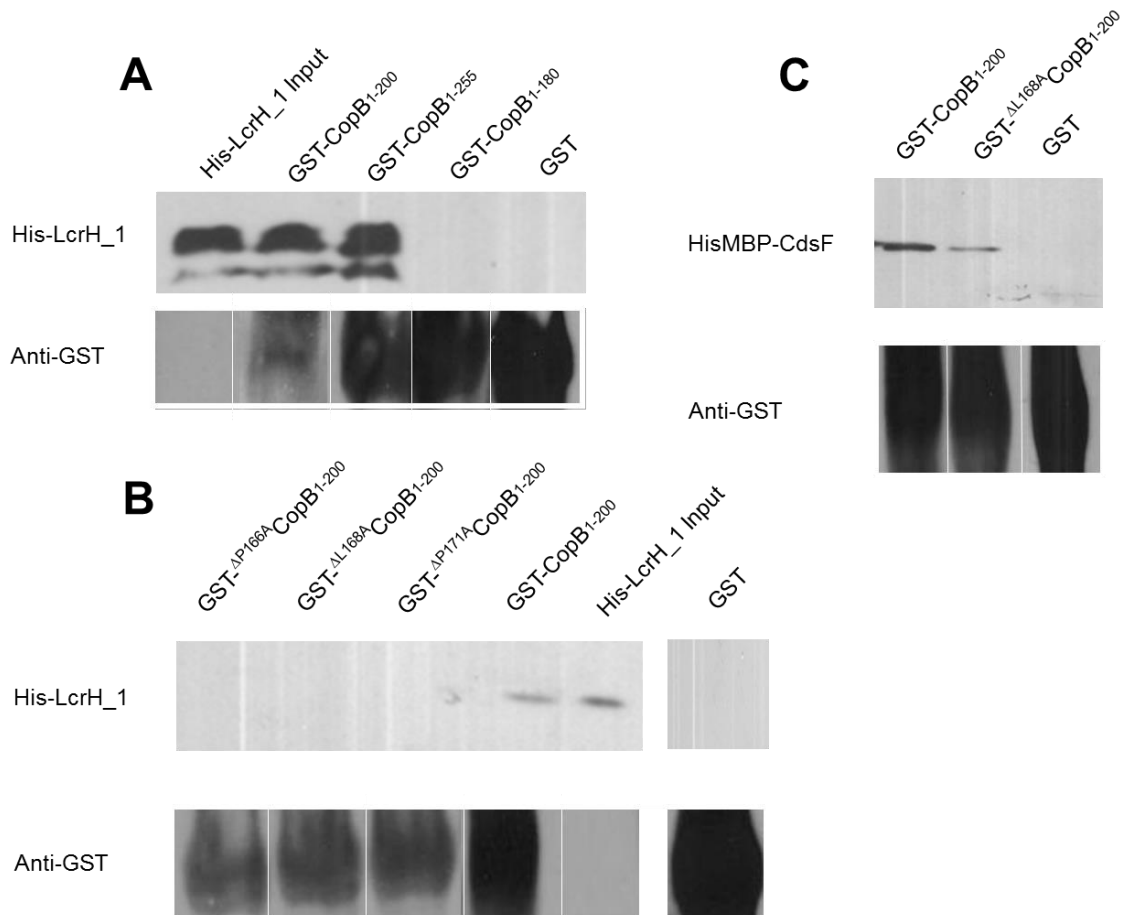 A
His-LcrH_1 Input
GST-CopB1-200
GST-CopB1-255
GST-CopB1-180
GST
His-LcrH_1
Anti-GST
C
GST-CopB1-200
GST-ΔL168ACopB1-200
GST
HisMBP-CdsF
Anti-GST
B
GST-ΔP166ACopB1-200
GST-ΔL168ACopB1-200
GST-ΔP171ACopB1-200
GST-CopB1-200
His-LcrH_1 Input
GST
His-LcrH_1
Anti-GST